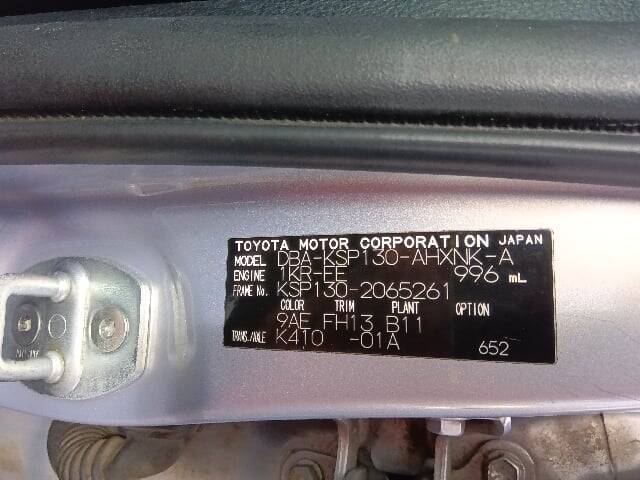 TOYOTA MOTOR CORPORATION JAPAN
MODEL DBA-KSP130-AHXNK-A
ENGINE 1KR-FE 996 mL
FRAME No. KSP130-2065261
COLOR TRIM PLANT OPTION
9AE FH13 B11
TRANS./AXLE K410 -01A
652